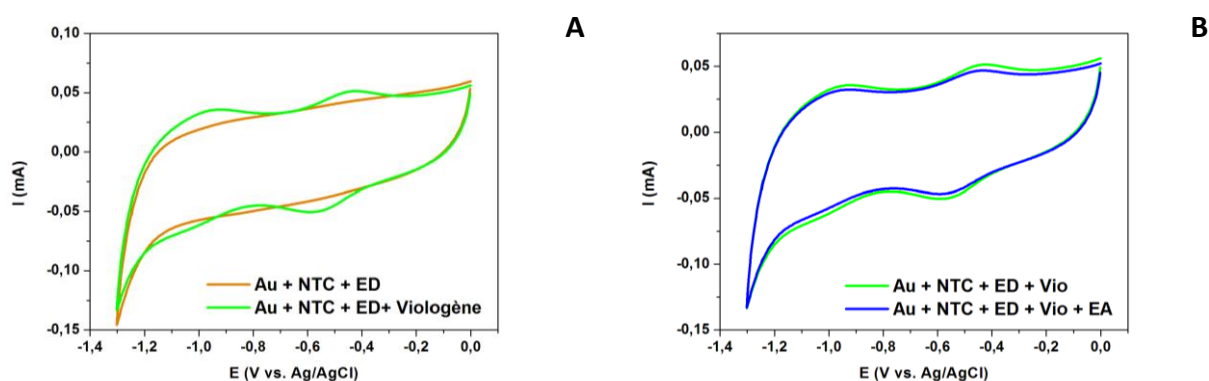 A
0,10
0,05
0,00
-0,05
-0,10
-0,15
I (mA)
Au + NTC + ED
Au + NTC + ED+ Viologène
-1,4 -1,2 -1,0 -0,8 -0,6 -0,4 -0,2 0,0
E (V vs. Ag/AgCl)
B
0,05
0,00
-0,05
-0,10
-0,15
I (mA)
Au + NTC + ED + Vio
Au + NTC + ED + Vio + EA
-1,4 -1,2 -1,0 -0,8 -0,6 -0,4 -0,2 0,0
E (V vs. Ag/AgCl)